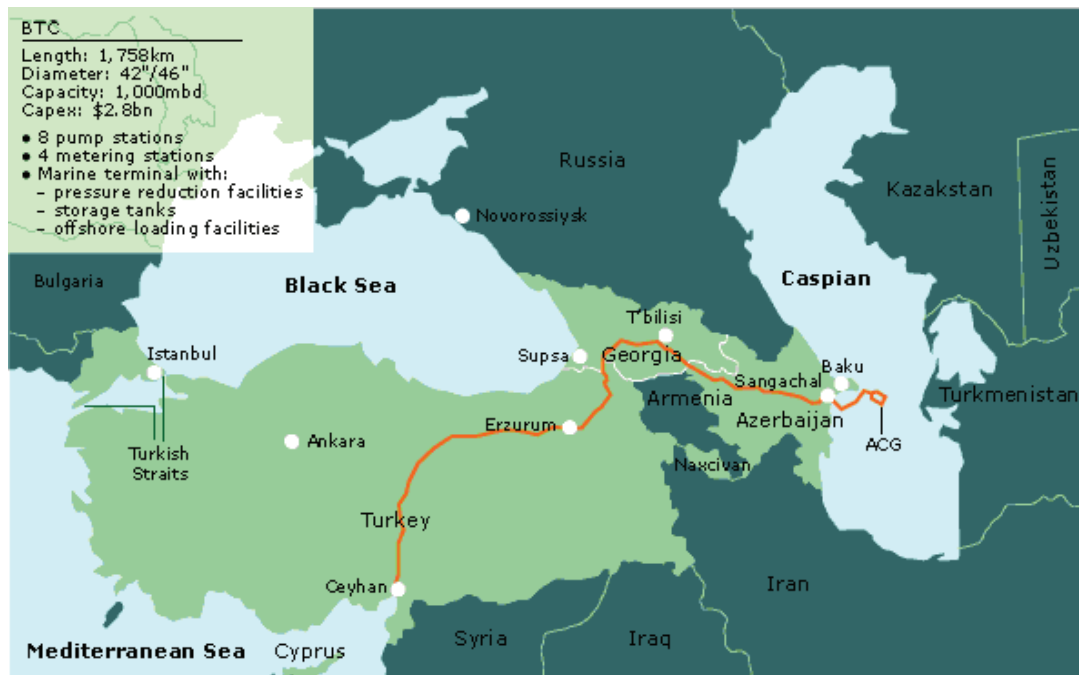 BTC
Length: 1,758km
Diameter: 42"/46"
Capacity: 1,000mbd
Capex: $2.8bn
• 8 pump stations
• 4 metering stations
• Marine terminal with:
– pressure reduction facilities
– storage tanks
– offshore loading facilities
Russia
Kazakstan
Uzbekistan
Novorossiysk
Bulgaria
Black Sea
Caspian
T'bilisi
Istanbul
Supsa
Georgia
Baku
Sangachal
Armenia
Turkmenistan
Azerbaijan
Erzurum
Ankara
ACG
Turkish
Straits
Naxcivan
Turkey
Ceyhan
Iran
Syria
Iraq
Mediterranean Sea
Cyprus